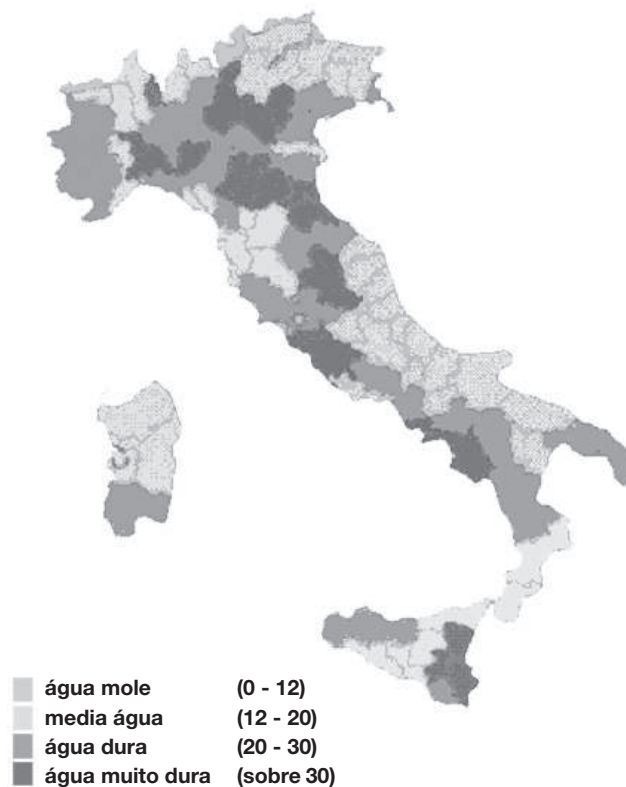 água mole (0 - 12)
media água (12 - 20)
água dura (20 - 30)
água muito dura (sobre 30)